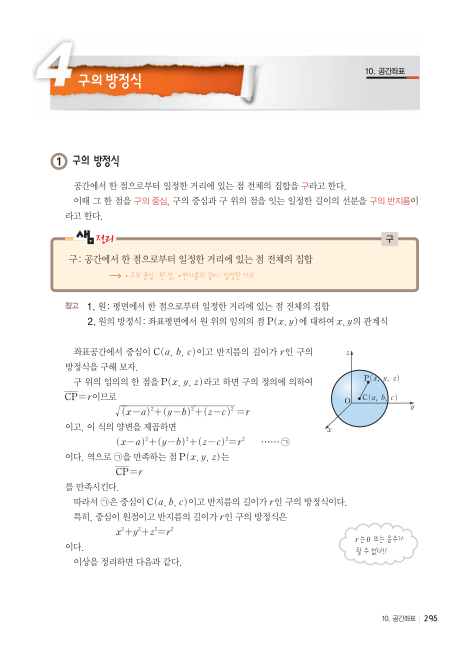 4 구의 방정식
10. 공간좌표
1 구의 방정식
공간에서 한 점으로부터 일정한 거리에 있는 점 전체의 집합을 구라고 한다.
이때 그 한 점을 구의 중심, 구의 중심과 구 위의 점을 잇는 일정한 길이의 선분을 구의 반지름이
라고 한다.
샘 정리
구
구: 공간에서 한 점으로부터 일정한 거리에 있는 점 전체의 집합
→ •구의 중심: 한 점, •반지름의 길이: 일정한 거리
참고 1. 원: 평면에서 한 점으로부터 일정한 거리에 있는 점 전체의 집합
2. 원의 방정식: 좌표평면에서 원 위의 임의의 점 P(x, y)에 대하여 x, y의 관계식
좌표공간에서 중심이 C(a, b, c)이고 반지름의 길이가 r인 구의
방정식을 구해 보자.
구 위의 임의의 한 점을 P(x, y, z)라고 하면 구의 정의에 의하여
C̅P̅=r이므로
√(x-a)²+(y-b)²+(z-c)² =r
이고, 이 식의 양변을 제곱하면
(x-a)²+(y-b)²+(z-c)²=r² ······ ㉠
이다. 역으로 ㉠을 만족하는 점 P(x, y, z)는
C̅P̅=r
를 만족시킨다.
z
P(x, y, z)
O
C(a, b, c)
y
x
따라서 ㉠은 중심이 C(a, b, c)이고 반지름의 길이가 r인 구의 방정식이다.
특히, 중심이 원점이고 반지름의 길이가 r인 구의 방정식은
x²+y²+z²=r²
이다.
r는 0 또는 음수가
될 수 없다!!
이상을 정리하면 다음과 같다.
10. 공간좌표 295